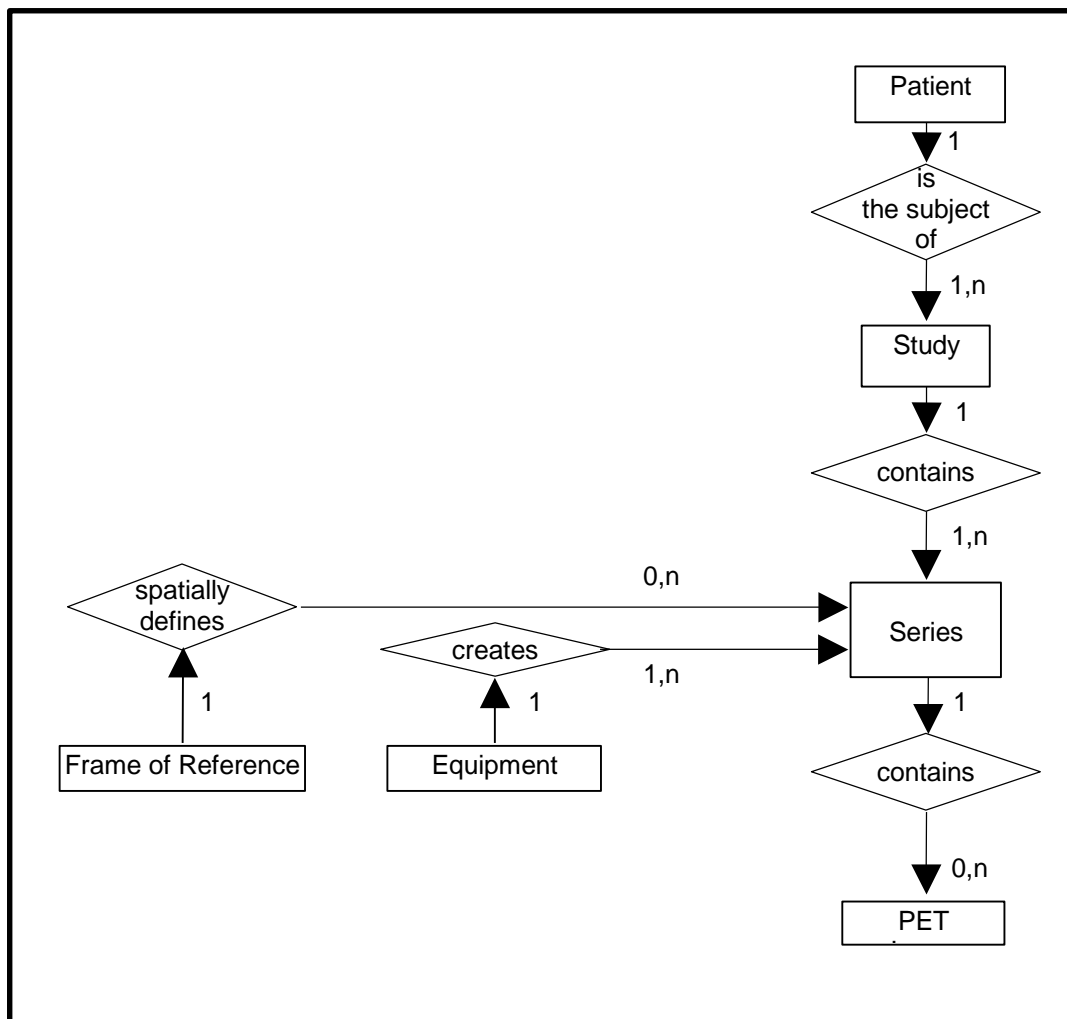 Patient
1
is
the subject
of
1,n
Study
1
contains
1,n
spatially
defines
0,n
Series
creates
1,n
1
1
1
Frame of Reference
Equipment
contains
0,n
PET